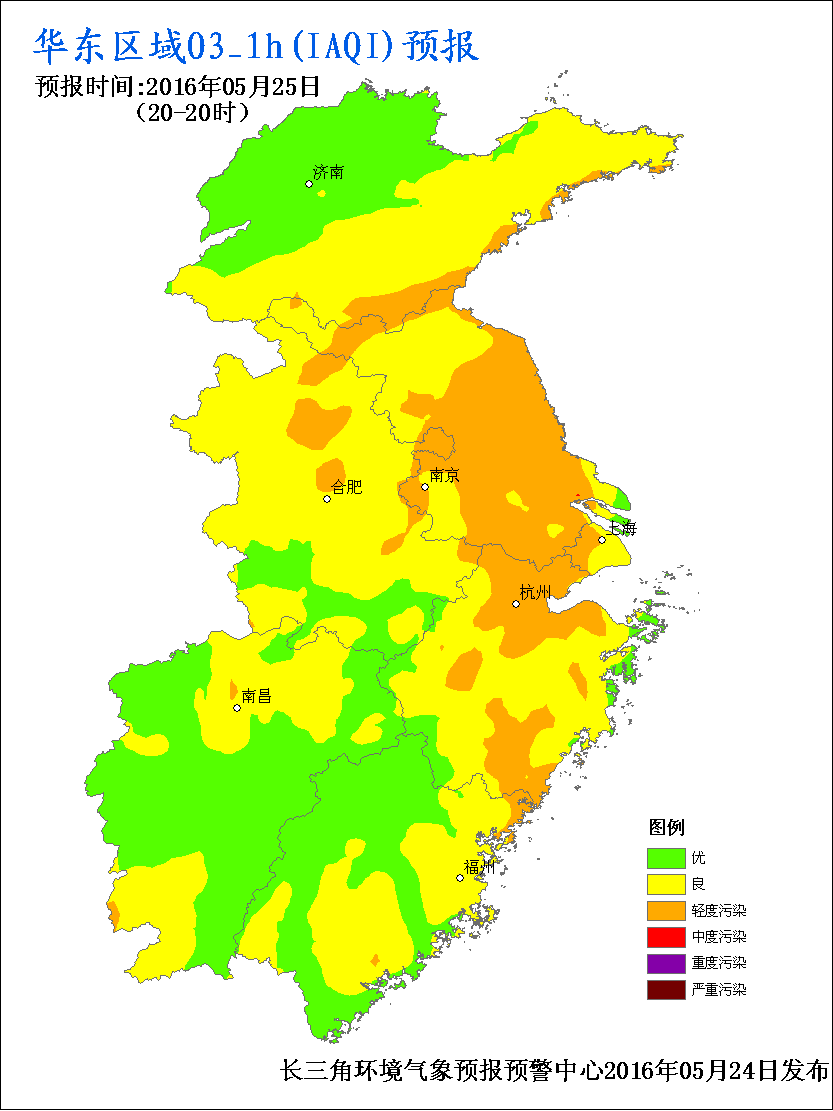 华东区域O3_1h(IAQI)预报
预报时间:2016年05月25日
(20-20时)
济南
南京
合肥
上海
杭州
南昌
福州
图例
优
良
轻度污染
中度污染
重度污染
严重污染
长三角环境气象预报预警中心2016年05月24日发布